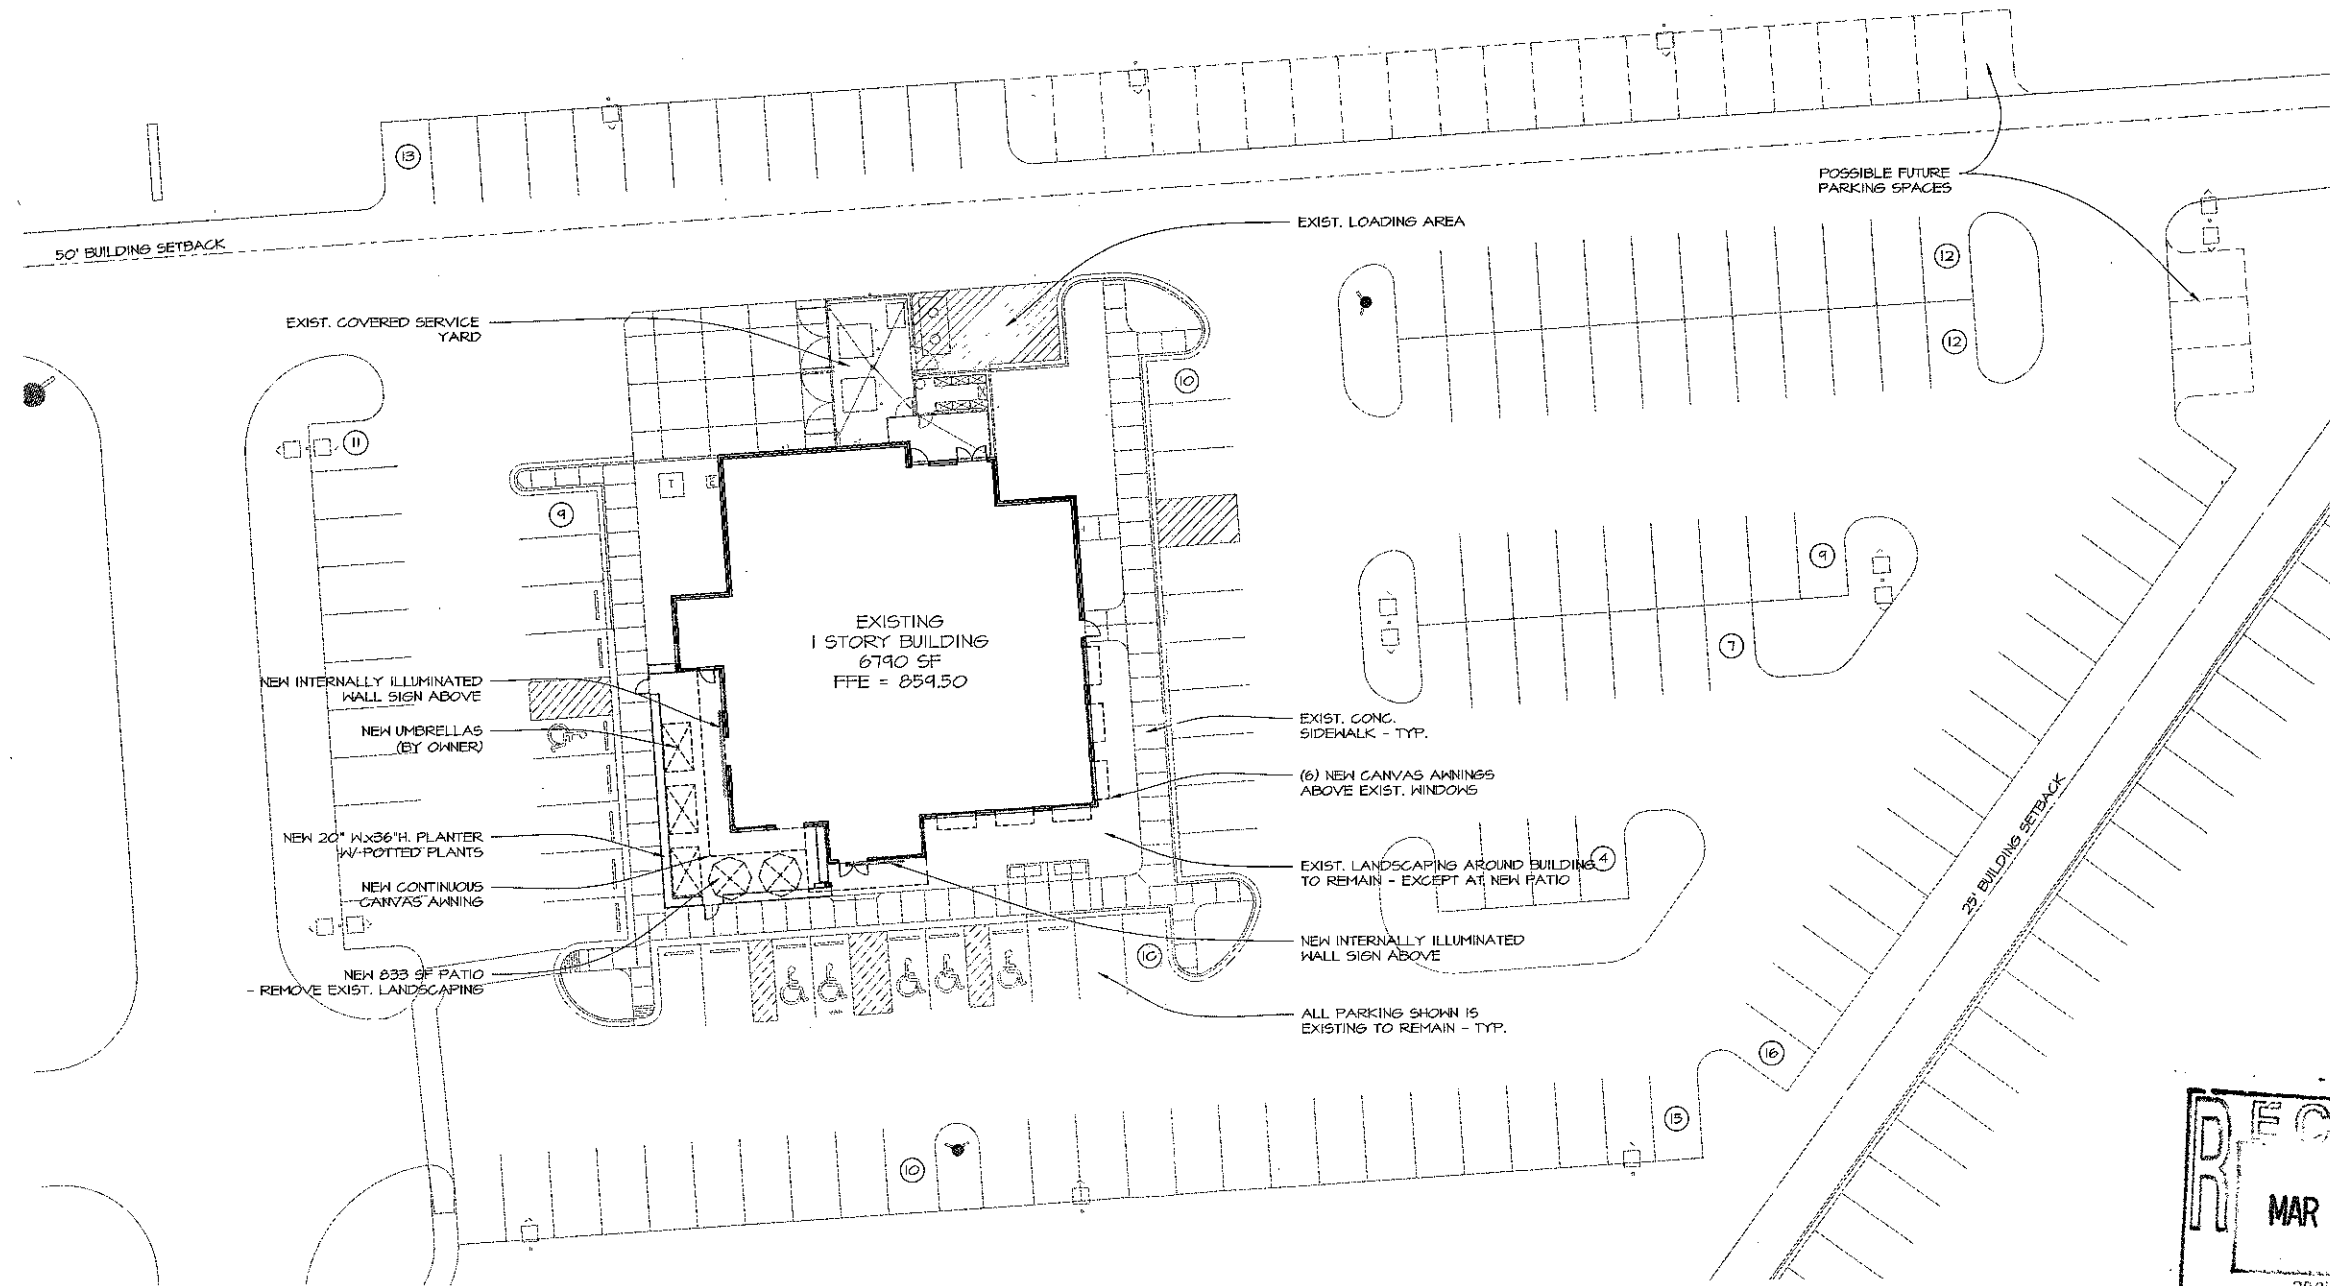 13
50' BUILDING SETBACK
POSSIBLE FUTURE
PARKING SPACES
EXIST. LOADING AREA
12
12
EXIST. COVERED SERVICE
YARD
10
11
T
9
9
7
EXISTING
1 STORY BUILDING
6790 SF
FFE = 859.50
NEW INTERNALLY ILLUMINATED
WALL SIGN ABOVE
NEW UMBRELLAS
(BY OWNER)
NEW 20" W.x36"H. PLANTER
W/POTTED PLANTS
NEW CONTINUOUS
CANVAS AWNING
NEW 833 SF PATIO
- REMOVE EXIST. LANDSCAPING
EXIST. CONC.
SIDEWALK - TYP.
(6) NEW CANVAS AWNINGS
ABOVE EXIST. WINDOWS
EXIST. LANDSCAPING AROUND BUILDING
TO REMAIN - EXCEPT AT NEW PATIO
4
NEW INTERNALLY ILLUMINATED
WALL SIGN ABOVE
10
ALL PARKING SHOWN IS
EXISTING TO REMAIN - TYP.
VAN
25' BUILDING SETBACK
16
15
10
REC
MAR